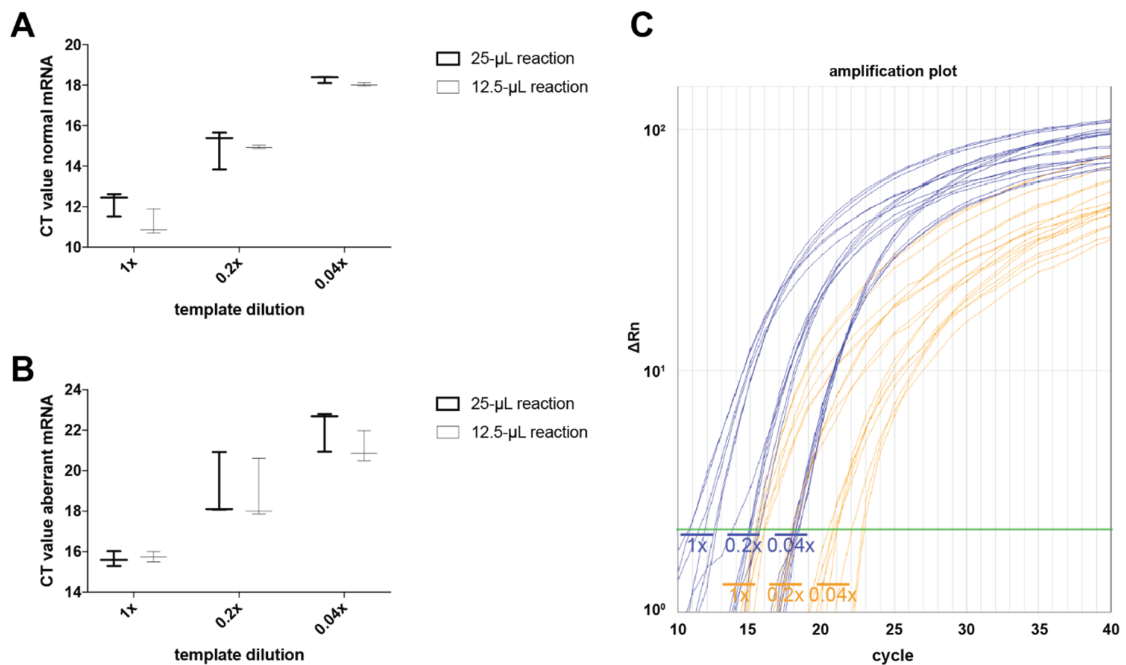 A
CT value normal mRNA
20
18
16
14
12
10
1x
0.2x
0.04x
template dilution
25-µL reaction
12.5-µL reaction
B
CT value aberrant mRNA
24
22
20
18
16
14
1x
0.2x
0.04x
template dilution
25-µL reaction
12.5-µL reaction
C
amplification plot
ΔRn
10²
10¹
10⁰
1x 0.2x 0.04x
1x 0.2x 0.04x
10 15 20 25 30 35 40
cycle